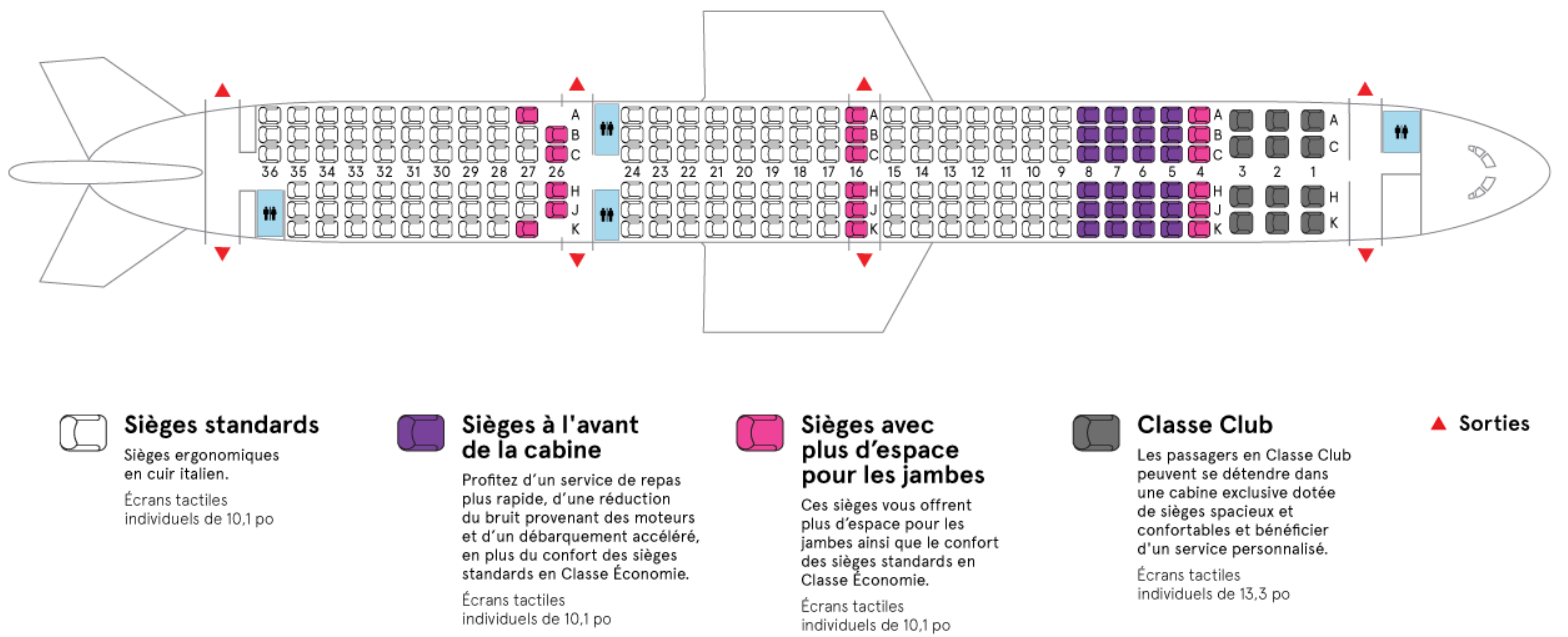 A
B
C
36 35 34 33 32 31 30 29 28 27 26
H
J
K
A
B
C
24 23 22 21 20 19 18 17 16
H
J
K
15 14 13 12 11 10 9 8 7 6 5 4
A
B
C
H
J
K
3 2 1
A
C
H
K
Sièges standards
Sièges ergonomiques
en cuir italien.
Écrans tactiles
individuels de 10,1 po
Sièges à l'avant
de la cabine
Profitez d’un service de repas
plus rapide, d’une réduction
du bruit provenant des moteurs
et d’un débarquement accéléré,
en plus du confort des sièges
standards en Classe Économie.
Écrans tactiles
individuels de 10,1 po
Sièges avec
plus d’espace
pour les jambes
Ces sièges vous offrent
plus d’espace pour les
jambes ainsi que le confort
des sièges standards en
Classe Économie.
Écrans tactiles
individuels de 10,1 po
Classe Club
Les passagers en Classe Club
peuvent se détendre dans
une cabine exclusive dotée
de sièges spacieux et
confortables et bénéficier
d'un service personnalisé.
Écrans tactiles
individuels de 13,3 po
Sorties